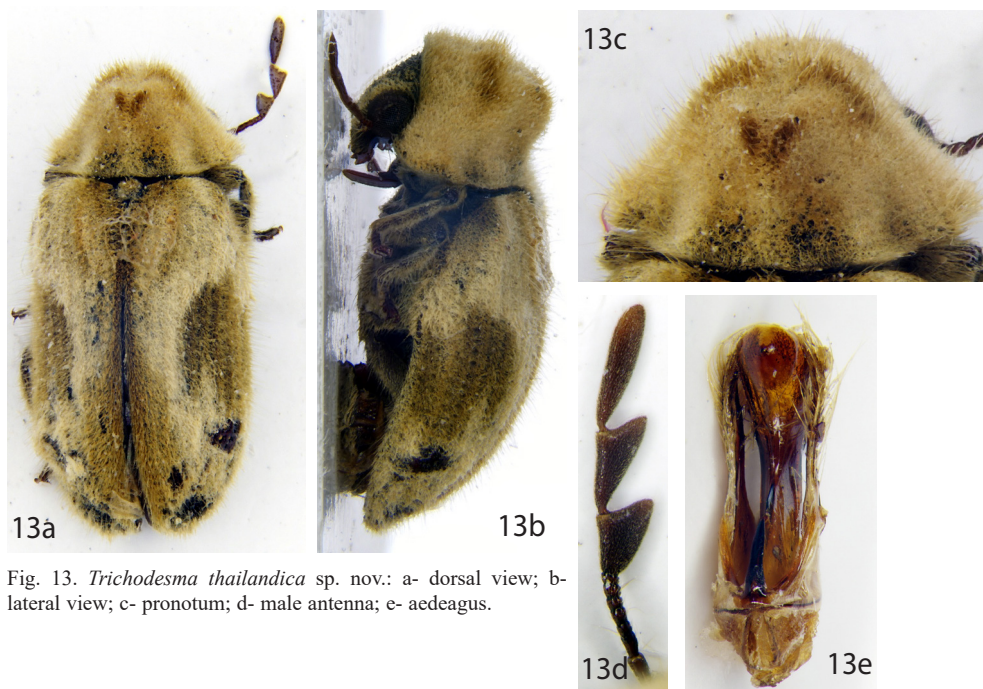 13a
13b
13c
13d
13e
Fig. 13. Trichodesma thailandica sp. nov.: a- dorsal view; b-
lateral view; c- pronotum; d- male antenna; e- aedeagus.